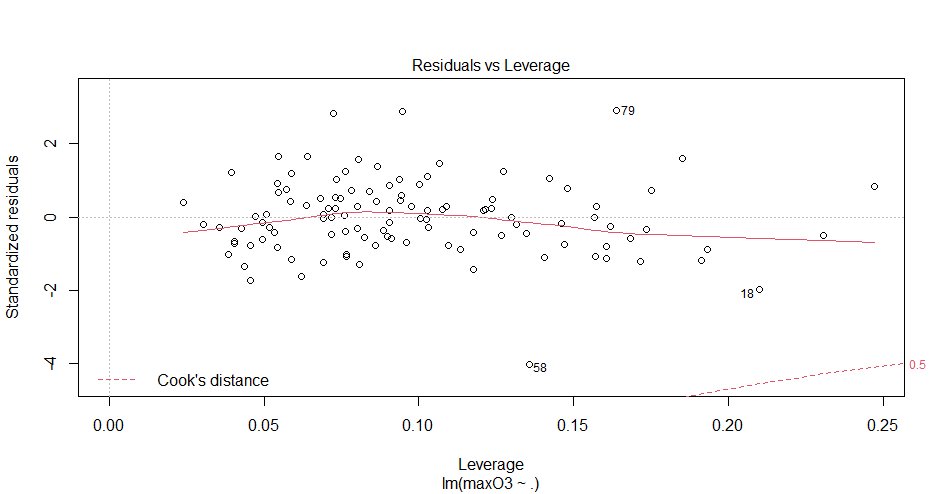 Residuals vs Leverage
Standardized residuals
2
0
-2
-4
79
18
58
Cook's distance
0.5
0.00
0.05
0.10
0.15
0.20
0.25
Leverage
lm(maxO3 ~ .)